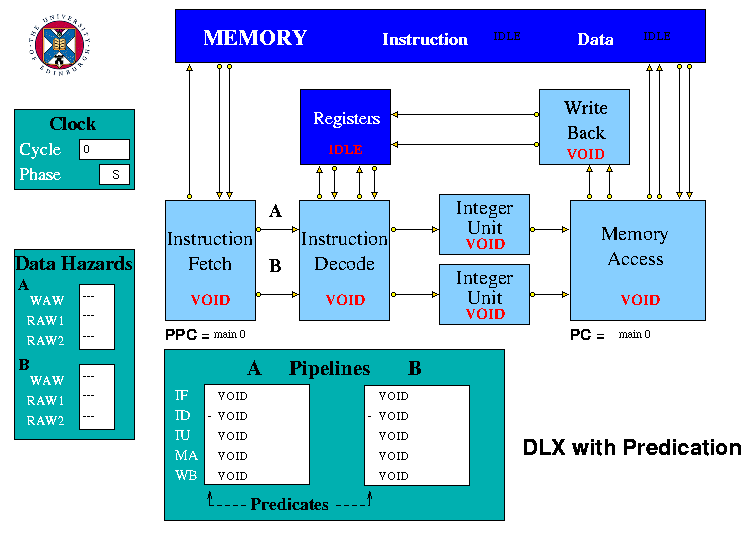 THE UNIVERSITY OF EDINBURGH
MEMORY Instruction IDLE Data IDLE
Clock
Cycle 0
Phase S
Registers
IDLE
Write
Back
VOID
Instruction
Fetch
VOID
A
B
Instruction
Decode
VOID
Integer
Unit
VOID
Integer
Unit
VOID
Memory
Access
VOID
PPC = main 0
PC = main 0
Data Hazards
A
WAW ---
RAW1 ---
RAW2 ---
B
WAW ---
RAW1 ---
RAW2 ---
A Pipelines B
IF VOID VOID
ID - VOID - VOID
IU VOID VOID
MA VOID VOID
WB VOID VOID
Predicates
DLX with Predication